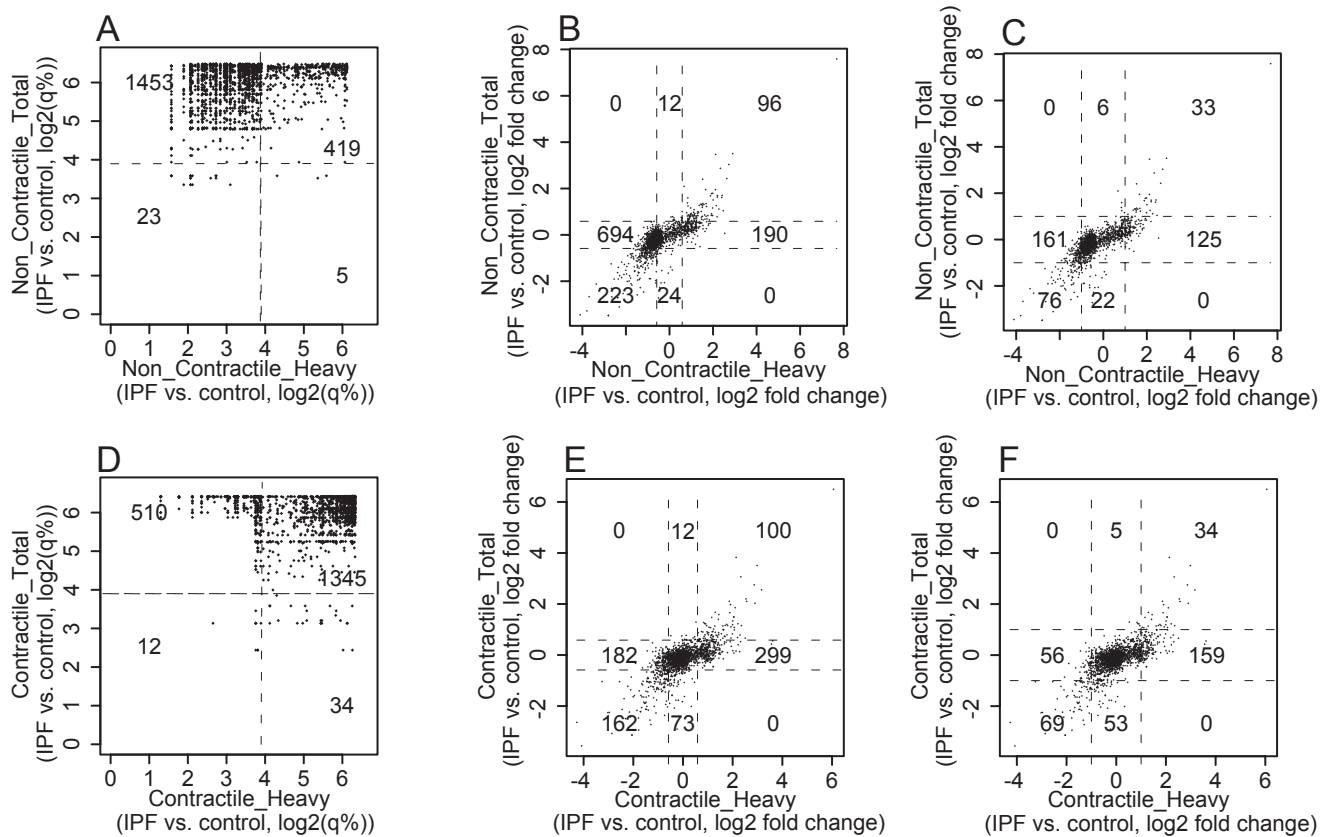 A
Non_Contractile_Total
(IPF vs. control, log2(q%))
0 1 2 3 4 5 6
1453
419
23
5
0 1 2 3 4 5 6
Non_Contractile_Heavy
(IPF vs. control, log2(q%))
B
Non_Contractile_Total
(IPF vs. control, log2 fold change)
-2 0 2 4 6 8
0 12 96
694 190
223 24 0
-4 0 2 4 6 8
Non_Contractile_Heavy
(IPF vs. control, log2 fold change)
C
Non_Contractile_Total
(IPF vs. control, log2 fold change)
-2 0 2 4 6 8
0 6 33
161 125
76 22 0
-4 -2 0 2 4 6 8
Non_Contractile_Heavy
(IPF vs. control, log2 fold change)
D
Contractile_Total
(IPF vs. control, log2(q%))
0 1 2 3 4 5 6
510
1345
12
34
0 1 2 3 4 5 6
Contractile_Heavy
(IPF vs. control, log2(q%))
E
Contractile_Total
(IPF vs. control, log2 fold change)
-2 0 2 4 6
0 12 100
182 299
162 73 0
-4 -2 0 2 4 6
Contractile_Heavy
(IPF vs. control, log2 fold change)
F
Contractile_Total
(IPF vs. control, log2 fold change)
-2 0 2 4 6
0 5 34
56 159
69 53 0
-4 -2 0 2 4 6
Contractile_Heavy
(IPF vs. control, log2 fold change)